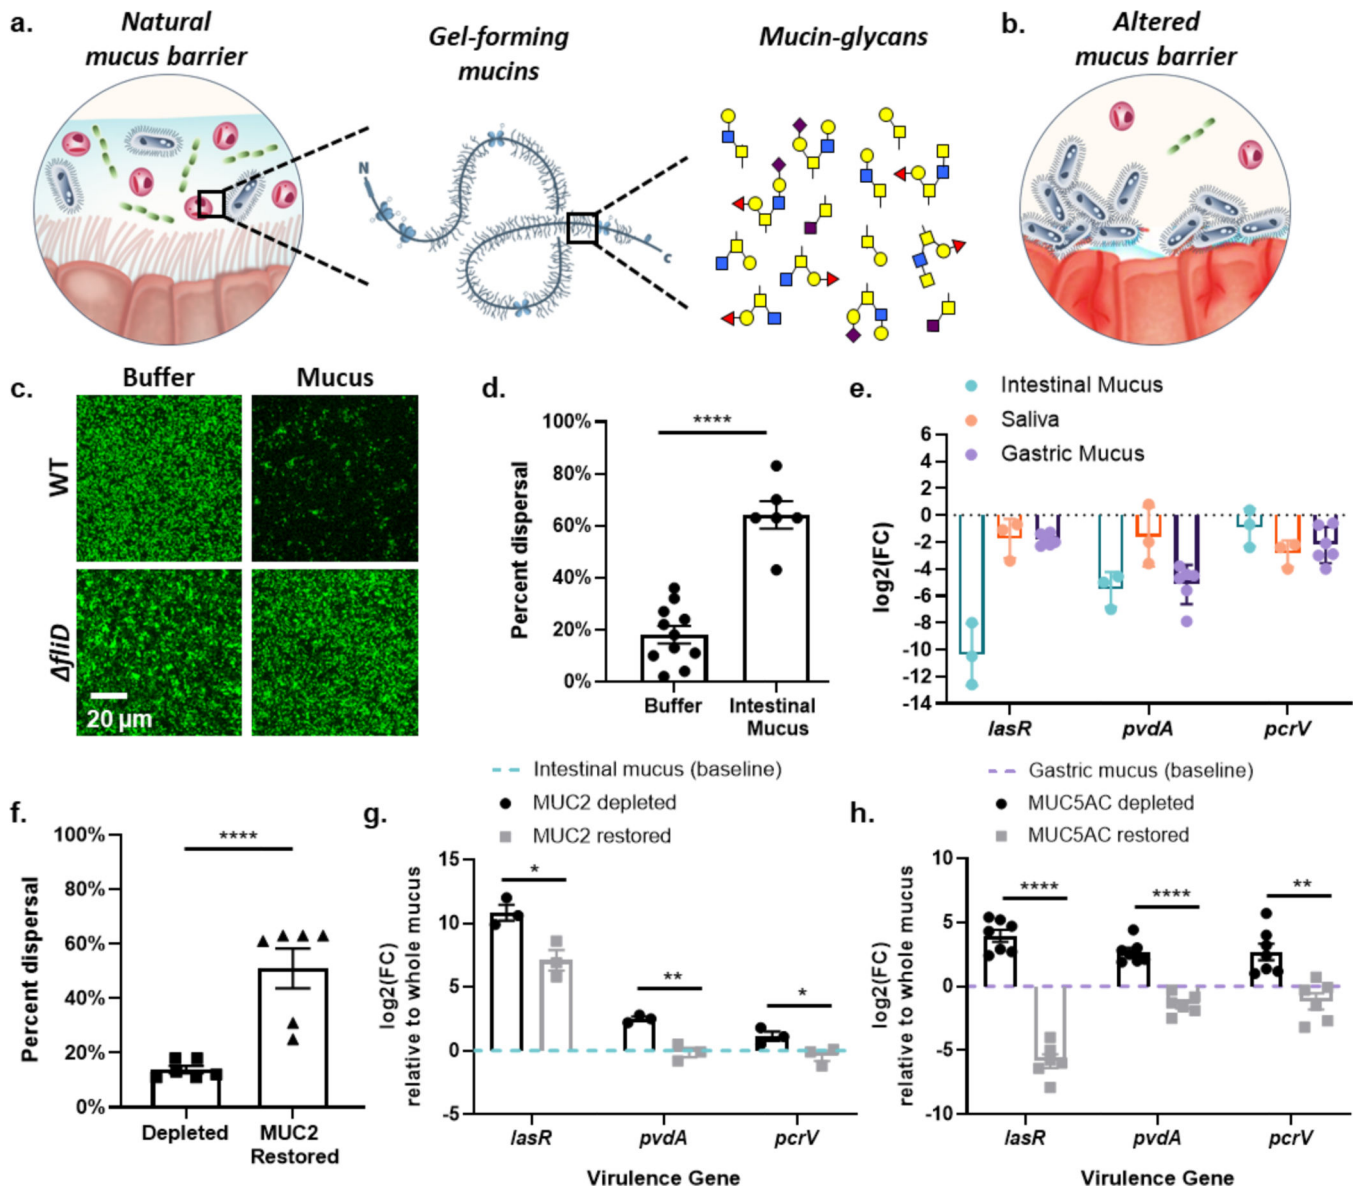 a.
Natural
mucus barrier
Gel-forming
mucins
Mucin-glycans
b.
Altered
mucus barrier
N
C
c.
Buffer
Mucus
WT
ΔfliD
20 µm
d.
Percent dispersal
100%
80%
60%
40%
20%
0%
****
Buffer
Intestinal
Mucus
e.
Intestinal Mucus
Saliva
Gastric Mucus
log2(FC)
6
4
2
0
-2
-4
-6
-8
-10
-12
-14
lasR
pvdA
pcrV
f.
Percent dispersal
100%
80%
60%
40%
20%
0%
****
Depleted
MUC2
Restored
g.
Intestinal mucus (baseline)
MUC2 depleted
MUC2 restored
log2(FC)
relative to whole mucus
15
10
5
0
-5
*
**
*
lasR
pvdA
pcrV
Virulence Gene
h.
Gastric mucus (baseline)
MUC5AC depleted
MUC5AC restored
log2(FC)
relative to whole mucus
10
5
0
-5
-10
****
****
**
lasR
pvdA
pcrV
Virulence Gene